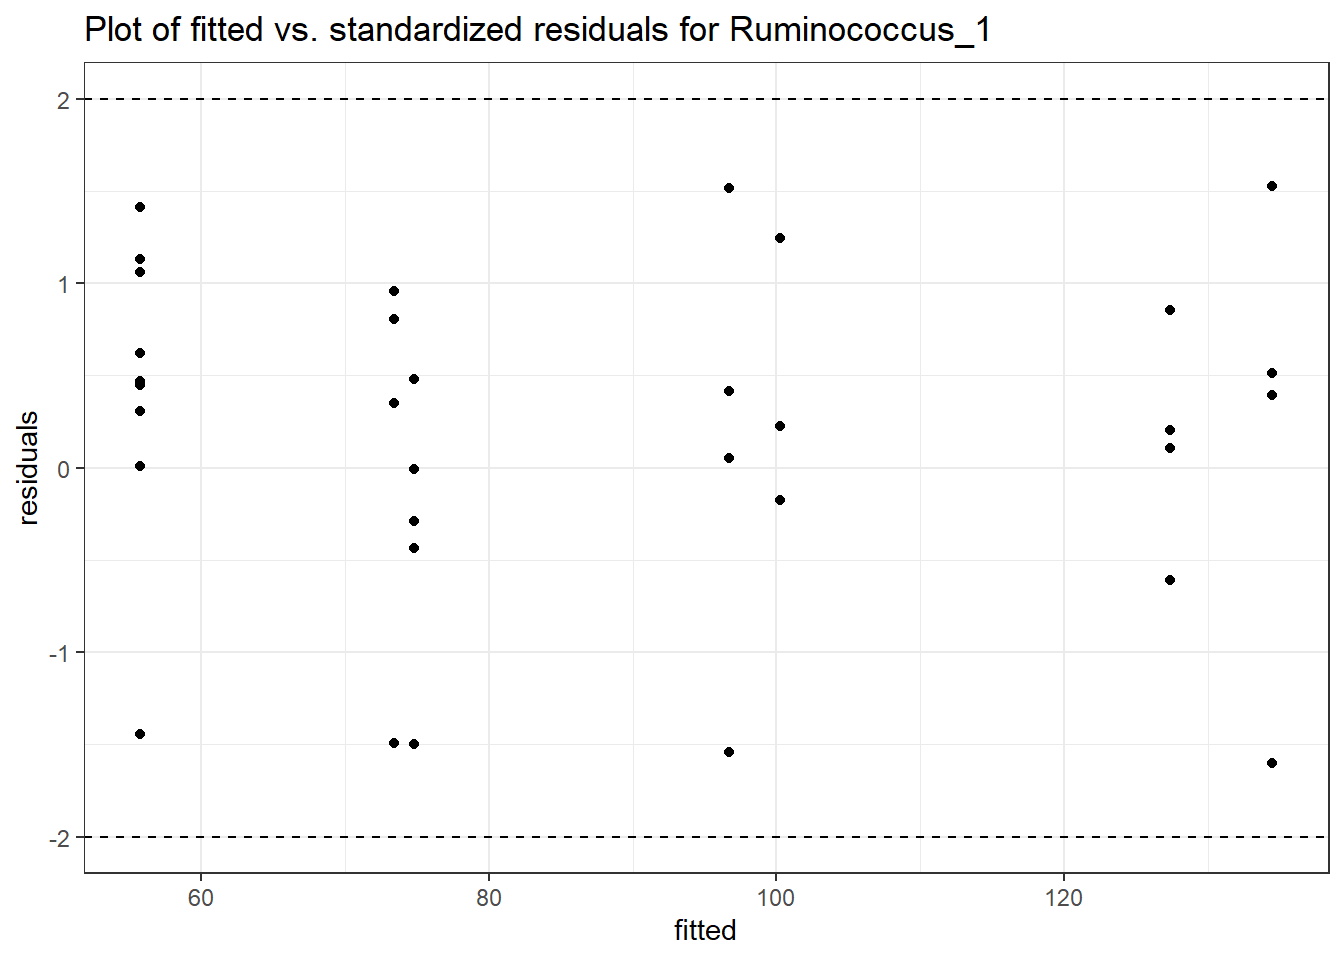 Plot of fitted vs. standardized residuals for Ruminococcus_1
2
1
0
-1
-2
residuals
60 80 100 120
fitted